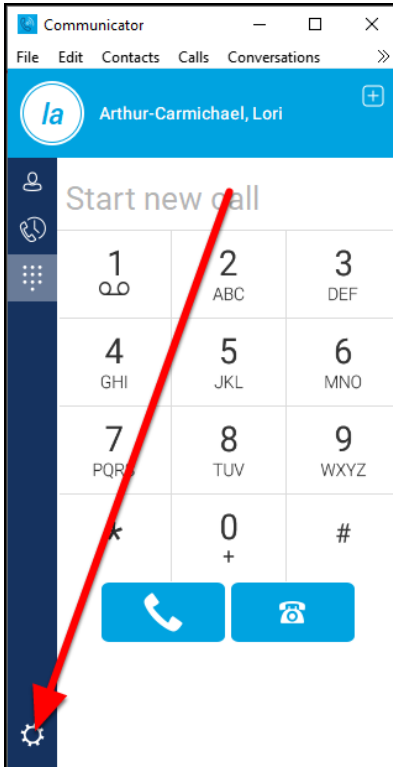 Communicator
File Edit Contacts Calls Conversations »
la Arthur-Carmichael, Lori
Start new call
1 2 3
ABC DEF
4 5 6
GHI JKL MNO
7 8 9
PQRS TUV WXYZ
* 0 #
+